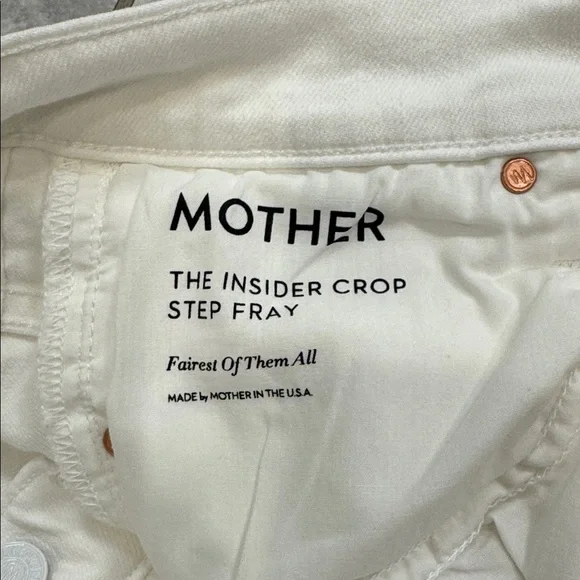 MOTHER
THE INSIDER CROP
STEP FRAY
Fairest Of Them All
MADE by MOTHER IN THE U.S.A.